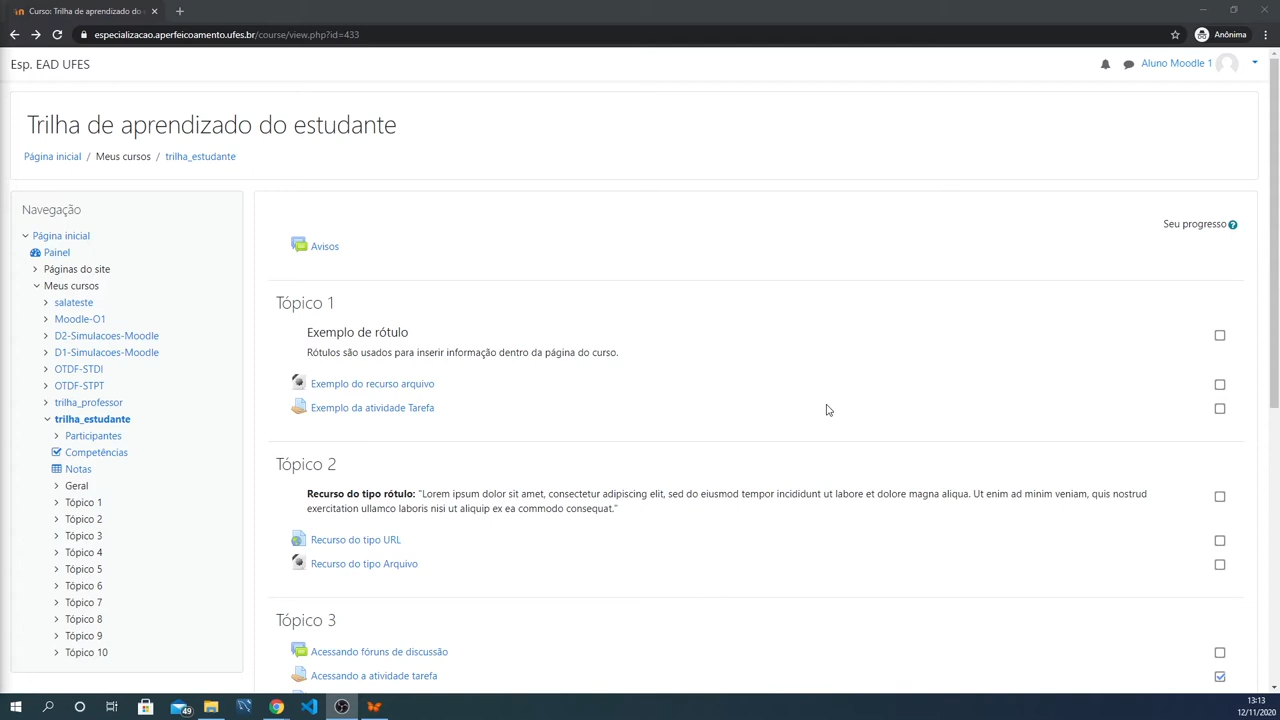 Curso: Trilha de aprendizado do
especializacao.aperfeicoamento.ufes.br/course/view.php?id=433
Anônima
Esp. EAD UFES
Aluno Moodle 1
Trilha de aprendizado do estudante
Página inicial / Meus cursos / trilha_estudante
Navegação
Página inicial
Painel
Páginas do site
Meus cursos
salateste
Moodle-O1
D2-Simulacoes-Moodle
D1-Simulacoes-Moodle
OTDF-STDI
OTDF-STPT
trilha_professor
trilha_estudante
Participantes
Competências
Notas
Geral
Tópico 1
Tópico 2
Tópico 3
Tópico 4
Tópico 5
Tópico 6
Tópico 7
Tópico 8
Tópico 9
Tópico 10
Seu progresso
Avisos
Tópico 1
Exemplo de rótulo
Rótulos são usados para inserir informação dentro da página do curso.
Exemplo do recurso arquivo
Exemplo da atividade Tarefa
Tópico 2
Recurso do tipo rótulo: "Lorem ipsum dolor sit amet, consectetur adipiscing elit, sed do eiusmod tempor incididunt ut labore et dolore magna aliqua. Ut enim ad minim veniam, quis nostrud
exercitation ullamco laboris nisi ut aliquip ex ea commodo consequat."
Recurso do tipo URL
Recurso do tipo Arquivo
Tópico 3
Acessando fóruns de discussão
Acessando a atividade tarefa
49
13:13
12/11/2020